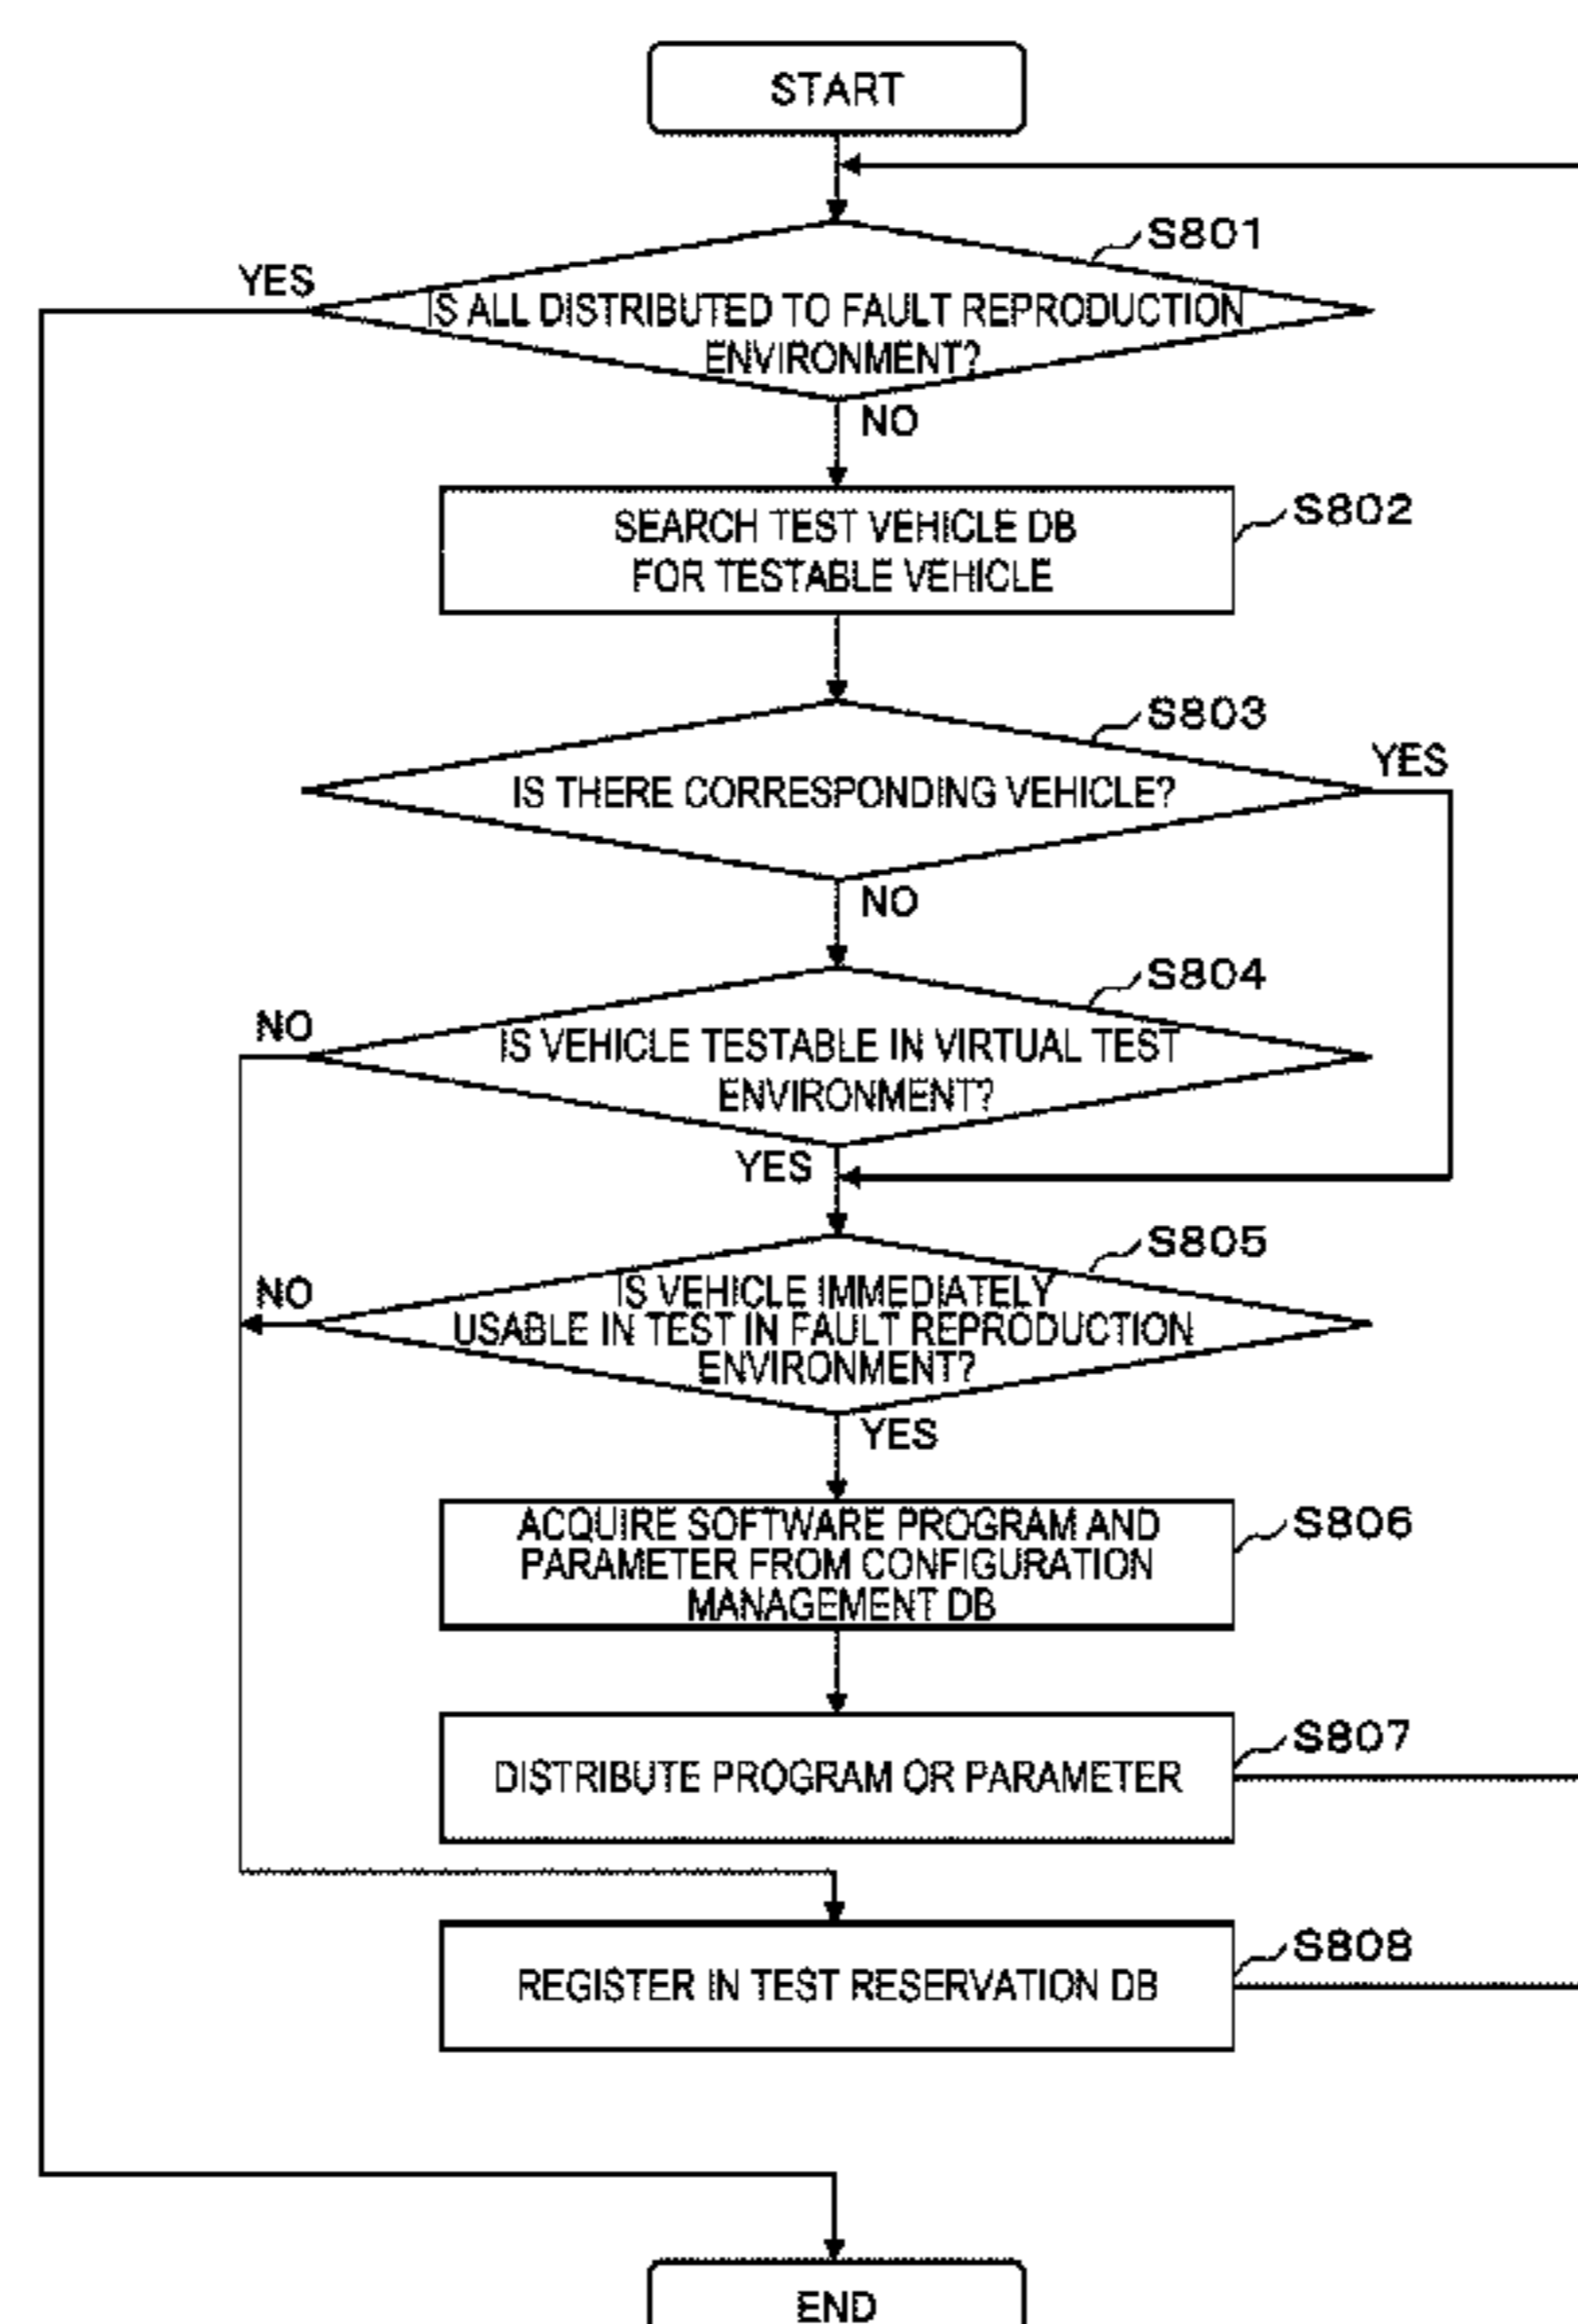 START
S801
YES
IS ALL DISTRIBUTED TO FAULT REPRODUCTION
ENVIRONMENT?
NO
S802
SEARCH TEST VEHICLE DB
FOR TESTABLE VEHICLE
S803
YES
IS THERE CORRESPONDING VEHICLE?
NO
S804
NO
IS VEHICLE TESTABLE IN VIRTUAL TEST
ENVIRONMENT?
YES
S805
NO
IS VEHICLE IMMEDIATELY
USABLE IN TEST IN FAULT REPRODUCTION
ENVIRONMENT?
YES
S806
ACQUIRE SOFTWARE PROGRAM AND
PARAMETER FROM CONFIGURATION
MANAGEMENT DB
S807
DISTRIBUTE PROGRAM OR PARAMETER
S808
REGISTER IN TEST RESERVATION DB
END